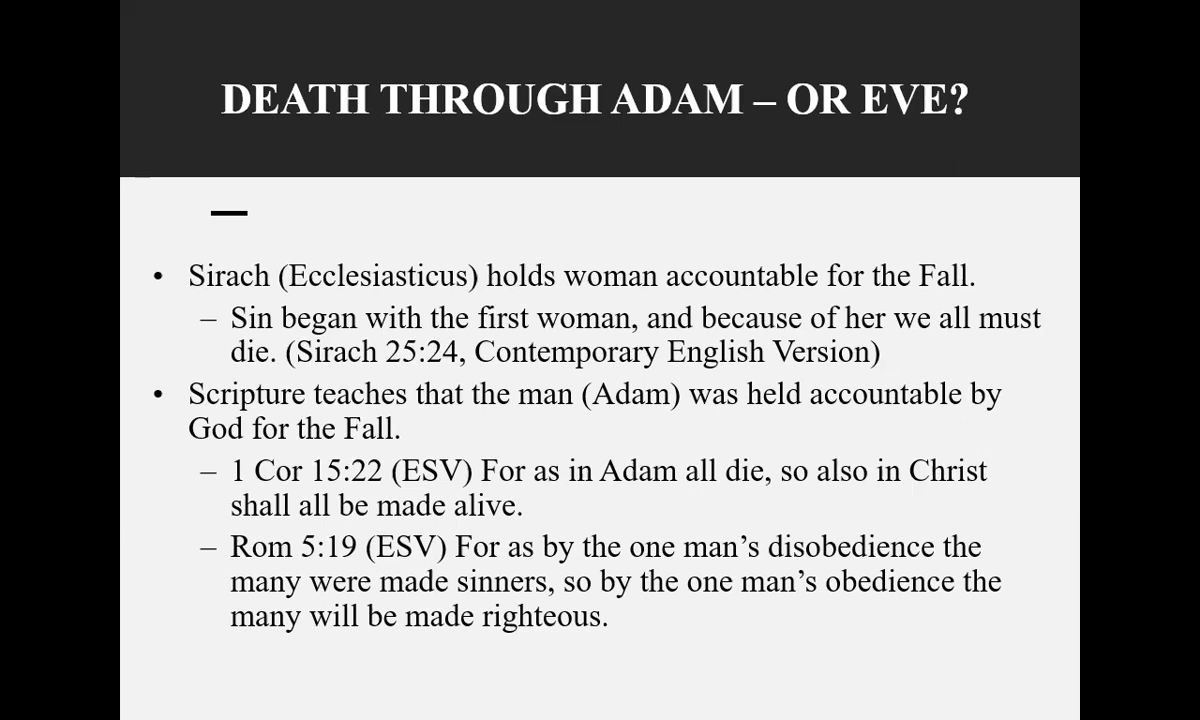 DEATH THROUGH ADAM – OR EVE?
• Sirach (Ecclesiasticus) holds woman accountable for the Fall.
– Sin began with the first woman, and because of her we all must
die. (Sirach 25:24, Contemporary English Version)
• Scripture teaches that the man (Adam) was held accountable by
God for the Fall.
– 1 Cor 15:22 (ESV) For as in Adam all die, so also in Christ
shall all be made alive.
– Rom 5:19 (ESV) For as by the one man’s disobedience the
many were made sinners, so by the one man’s obedience the
many will be made righteous.